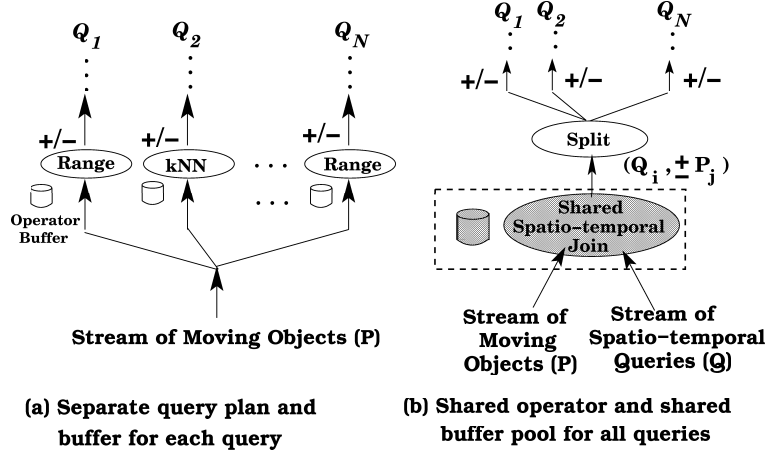 Q1 Q2 QN
+/− +/− +/−
Range kNN . . . Range
Operator
Buffer
. . .
Stream of Moving Objects (P)
(a) Separate query plan and
buffer for each query
Q1 Q2 QN
+/− +/− +/−
Split
(Qi , ± Pj )
Shared
Spatio−temporal
Join
Stream of
Moving
Objects (P)
Stream of
Spatio−temporal
Queries (Q)
(b) Shared operator and shared
buffer pool for all queries